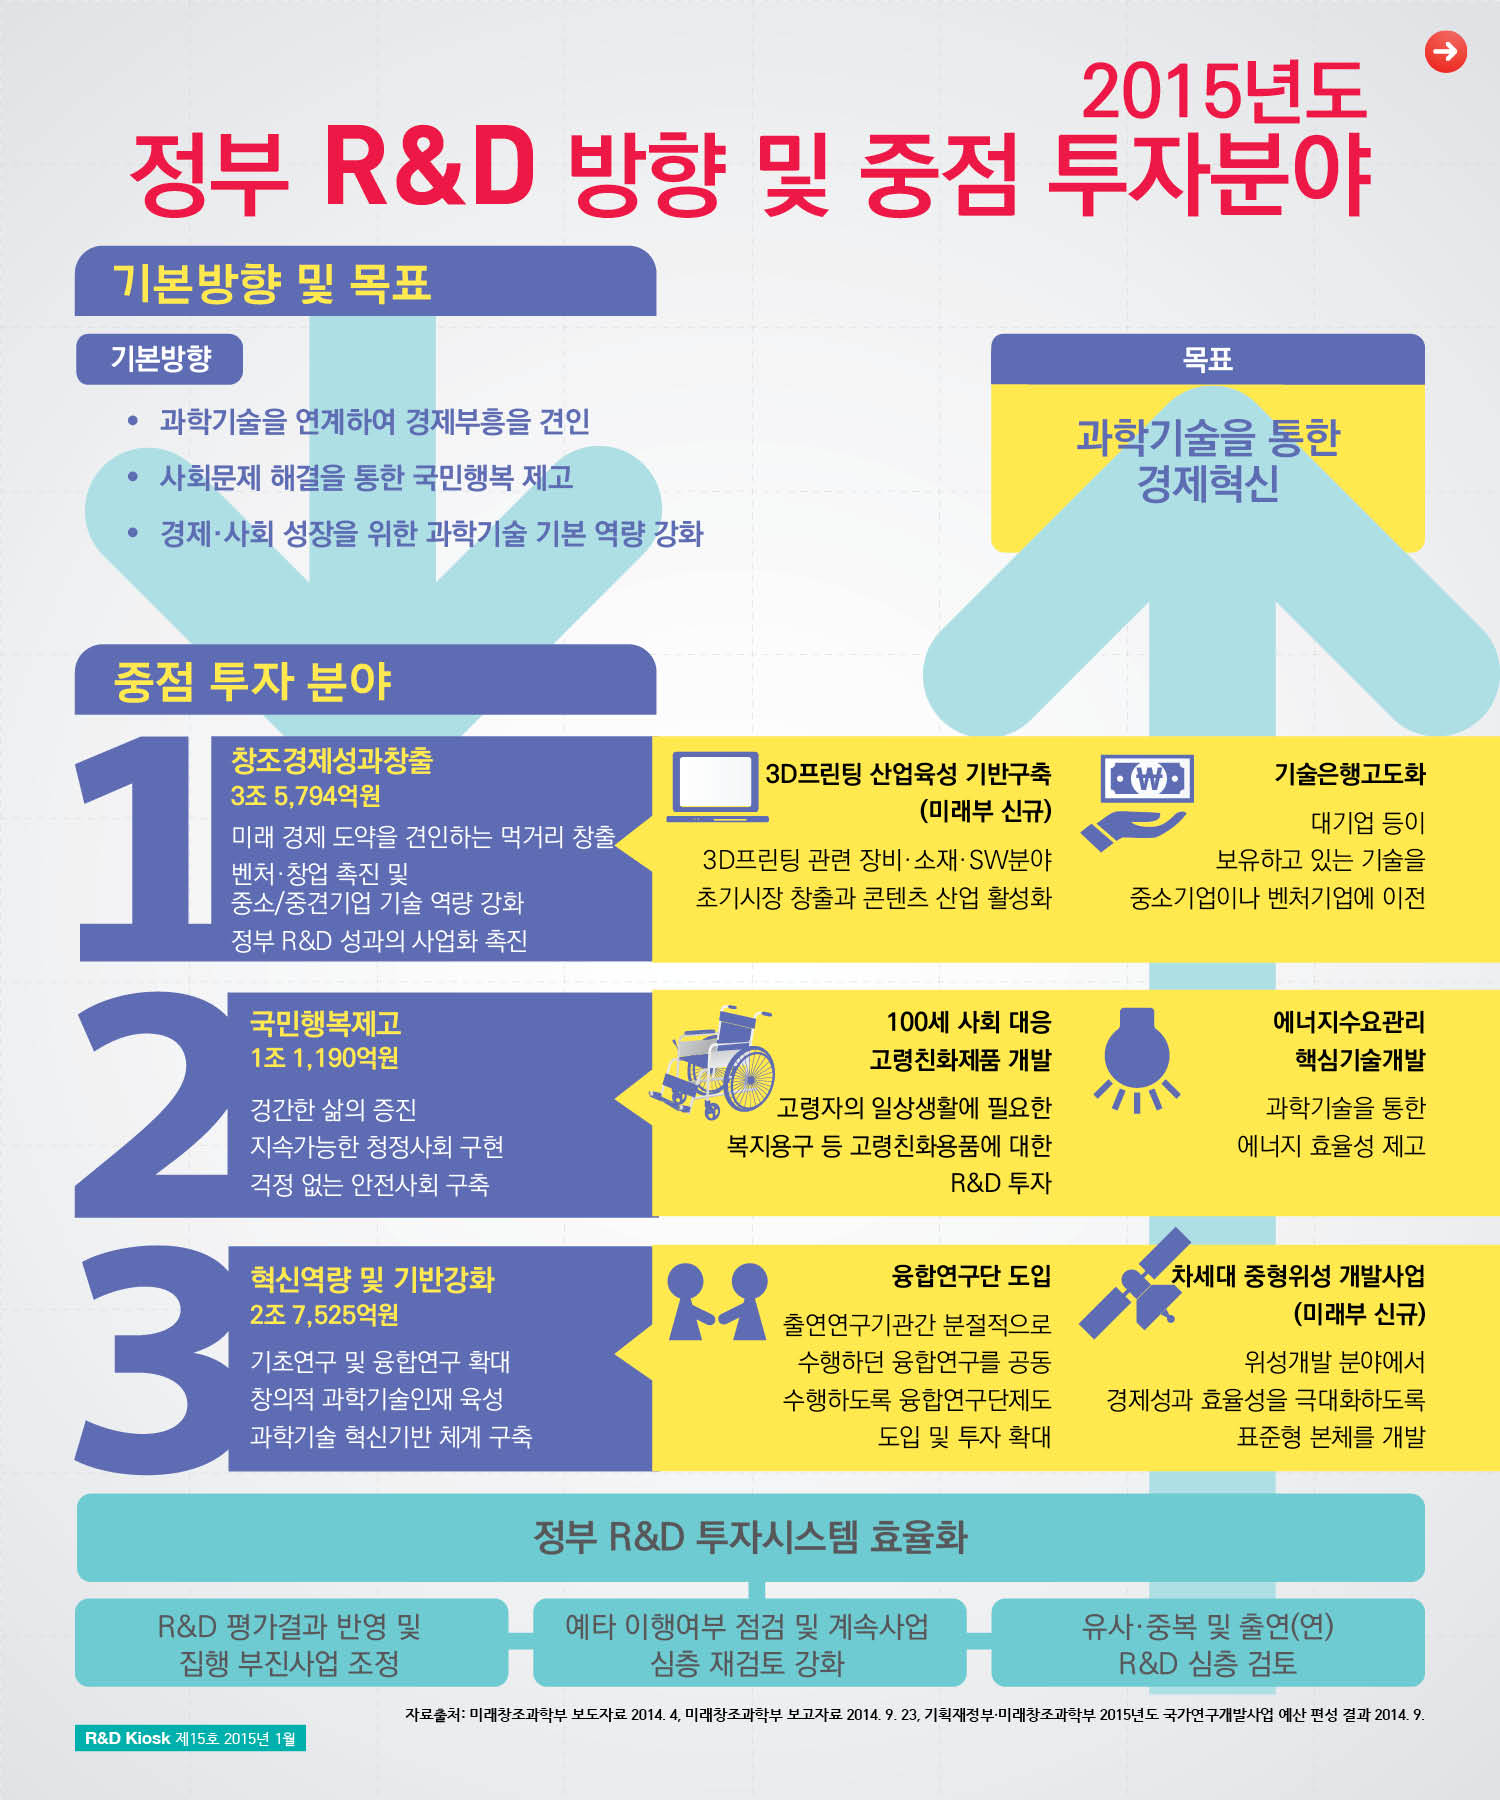 2015년도
정부 R&D 방향 및 중점 투자분야
기본방향 및 목표
기본방향
• 과학기술을 연계하여 경제부흥을 견인
• 사회문제 해결을 통한 국민행복 제고
• 경제·사회 성장을 위한 과학기술 기본 역량 강화
목표
과학기술을 통한
경제혁신
중점 투자 분야
1
창조경제성과창출
3조 5,794억원
미래 경제 도약을 견인하는 먹거리 창출
벤처·창업 촉진 및
중소/중견기업 기술 역량 강화
정부 R&D 성과의 사업화 촉진
3D프린팅 산업육성 기반구축
(미래부 신규)
3D프린팅 관련 장비·소재·SW분야
초기시장 창출과 콘텐츠 산업 활성화
₩
기술은행고도화
대기업 등이
보유하고 있는 기술을
중소기업이나 벤처기업에 이전
2
국민행복제고
1조 1,190억원
겅간한 삶의 증진
지속가능한 청정사회 구현
걱정 없는 안전사회 구축
100세 사회 대응
고령친화제품 개발
고령자의 일상생활에 필요한
복지용구 등 고령친화용품에 대한
R&D 투자
에너지수요관리
핵심기술개발
과학기술을 통한
에너지 효율성 제고
3
혁신역량 및 기반강화
2조 7,525억원
기초연구 및 융합연구 확대
창의적 과학기술인재 육성
과학기술 혁신기반 체계 구축
융합연구단 도입
출연연구기관간 분절적으로
수행하던 융합연구를 공동
수행하도록 융합연구단제도
도입 및 투자 확대
차세대 중형위성 개발사업
(미래부 신규)
위성개발 분야에서
경제성과 효율성을 극대화하도록
표준형 본체를 개발
정부 R&D 투자시스템 효율화
R&D 평가결과 반영 및
집행 부진사업 조정
예타 이행여부 점검 및 계속사업
심층 재검토 강화
유사·중복 및 출연(연)
R&D 심층 검토
자료출처: 미래창조과학부 보도자료 2014. 4, 미래창조과학부 보고자료 2014. 9. 23, 기획재정부·미래창조과학부 2015년도 국가연구개발사업 예산 편성 결과 2014. 9.
R&D Kiosk 제15호 2015년 1월